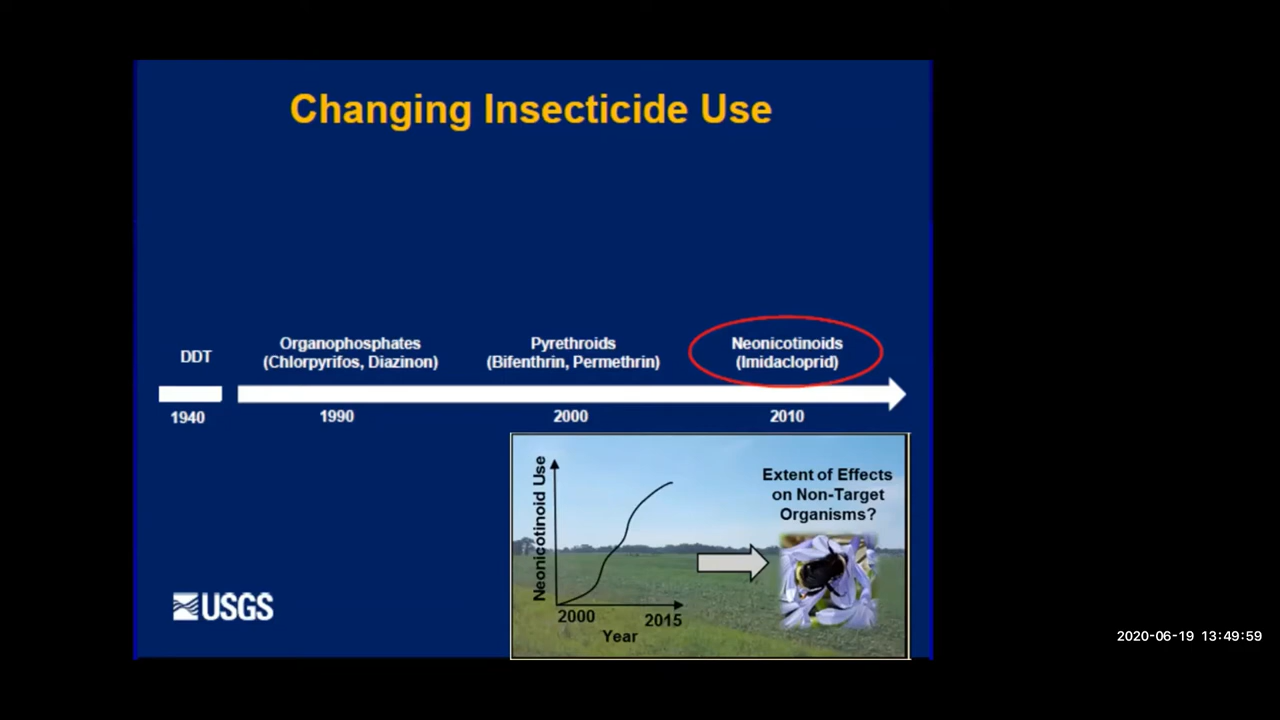 Changing Insecticide Use
DDT
Organophosphates
(Chlorpyrifos, Diazinon)
Pyrethroids
(Bifenthrin, Permethrin)
Neonicotinoids
(Imidacloprid)
1940
1990
2000
2010
Neonicotinoid Use
2000
2015
Year
Extent of Effects
on Non-Target
Organisms?
USGS
2020-06-19 13:49:59